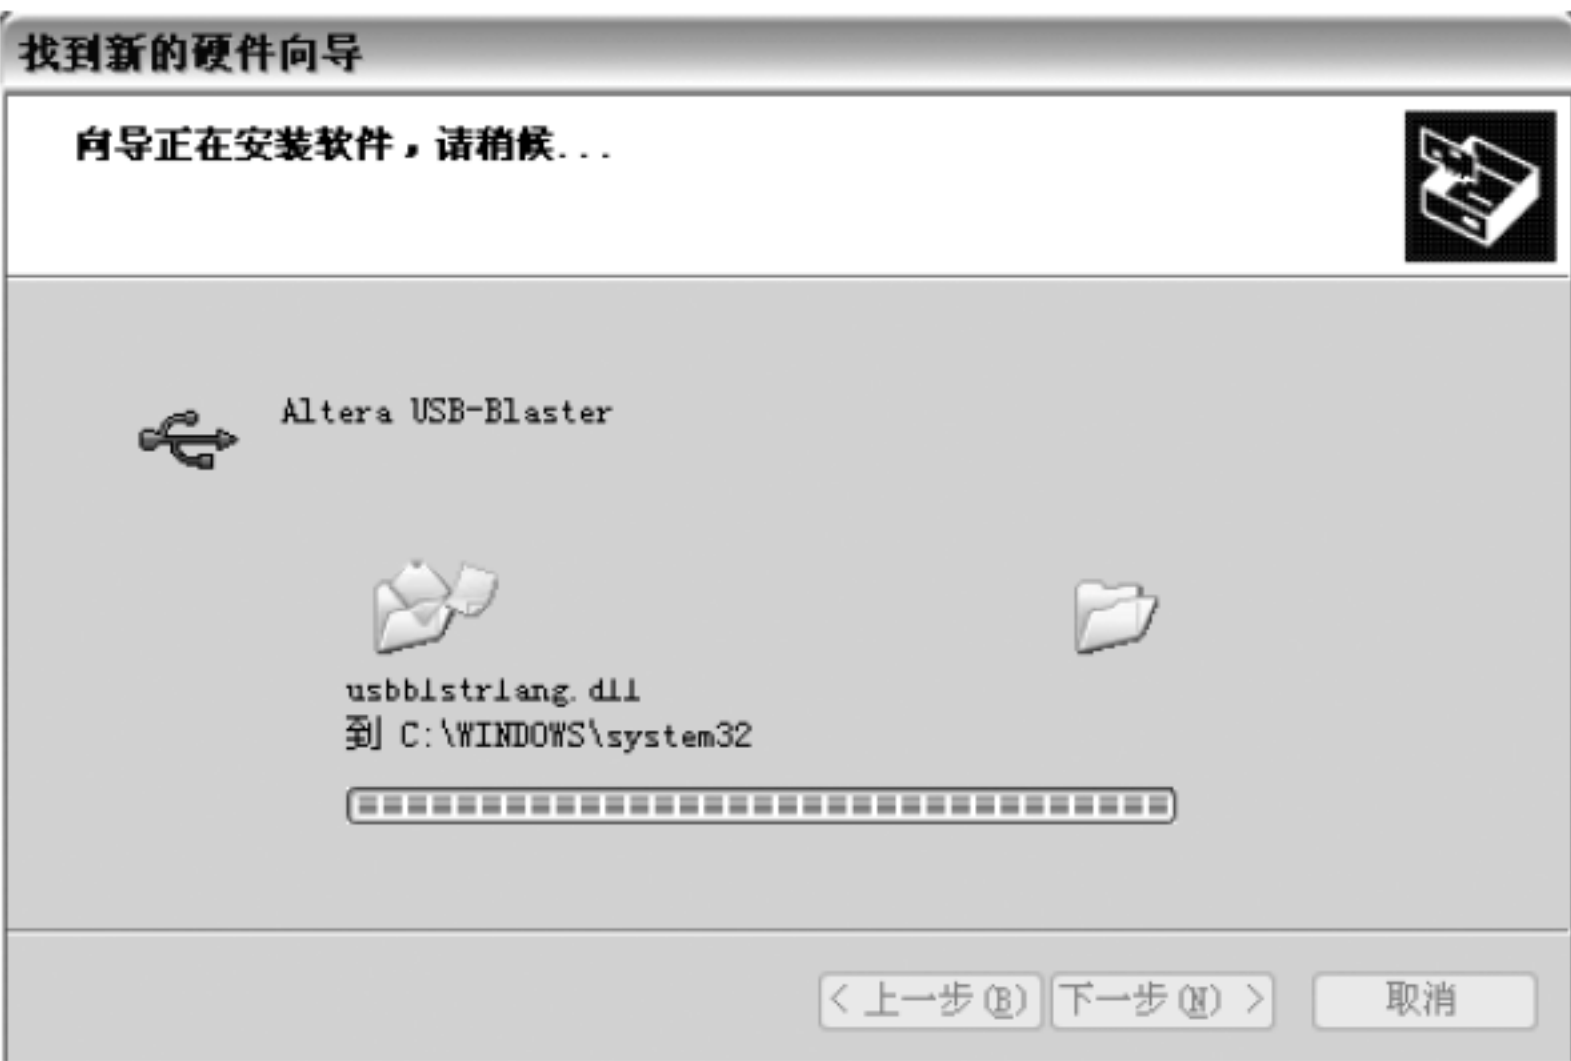 找到新的硬件向导
向导正在安装软件，请稍候...
Altera USB-Blaster
usbblstrlang.dll
到 C:\WINDOWS\system32
< 上一步(B) 下一步(N) > 取消